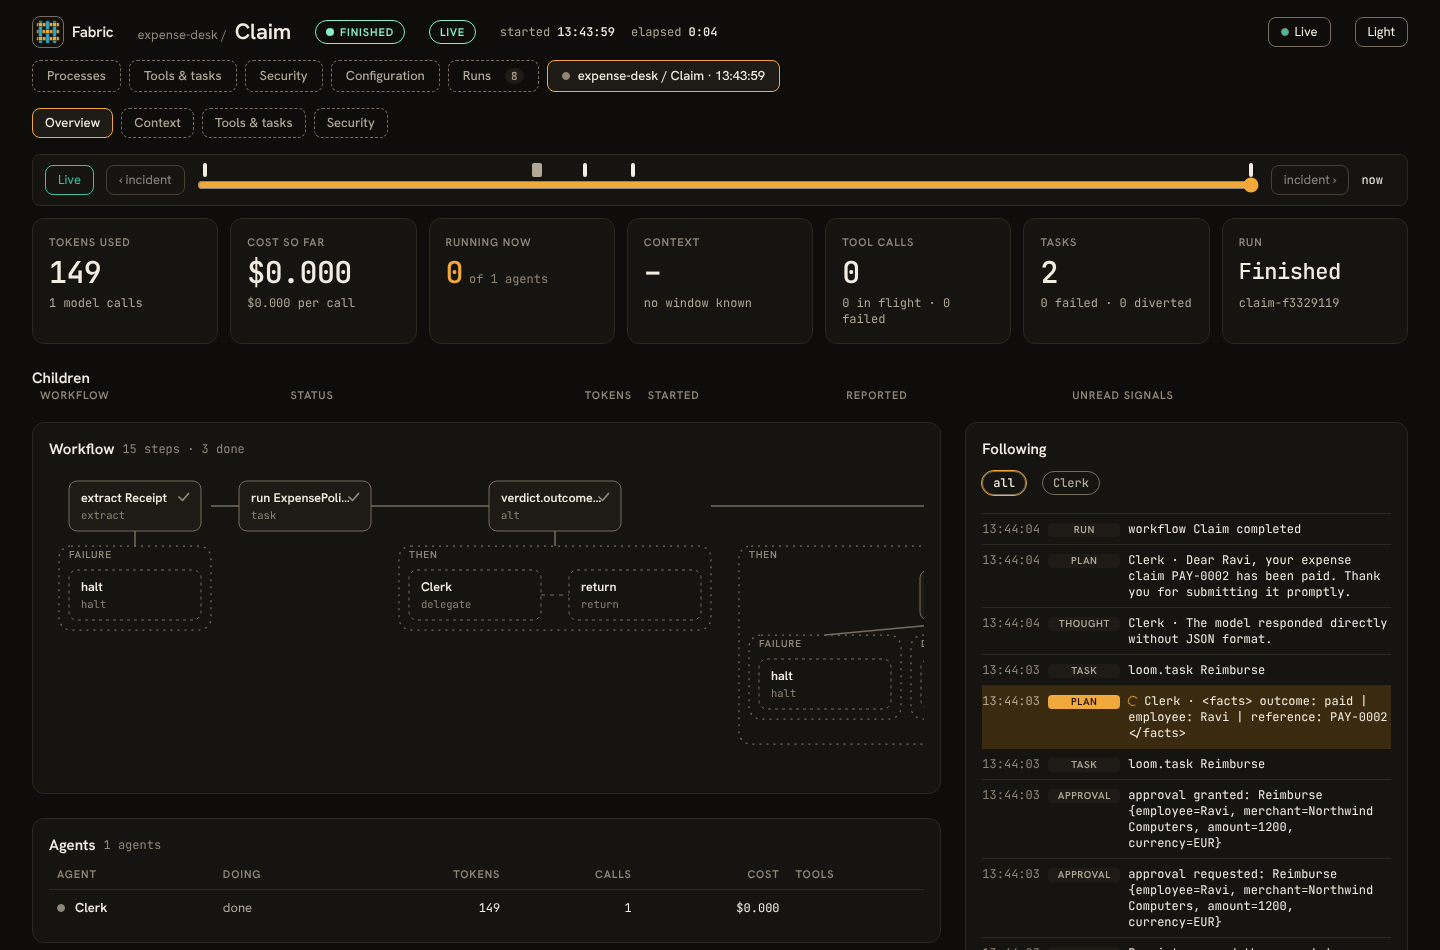 Fabric expense-desk / Claim FINISHED LIVE started 13:43:59 elapsed 0:04 Live Light
Processes Tools & tasks Security Configuration Runs 8 expense-desk / Claim · 13:43:59
Overview Context Tools & tasks Security
Live ‹ incident incident › now
TOKENS USED
149
1 model calls
COST SO FAR
$0.000
$0.000 per call
RUNNING NOW
0 of 1 agents
CONTEXT
–
no window known
TOOL CALLS
0
0 in flight · 0
failed
TASKS
2
0 failed · 0 diverted
RUN
Finished
claim-f3329119
Children
WORKFLOW STATUS TOKENS STARTED REPORTED UNREAD SIGNALS
Workflow 15 steps · 3 done
extract Receipt
extract
run ExpensePoli…
task
verdict.outcome…
alt
FAILURE
halt
halt
THEN
Clerk
delegate
return
return
THEN
FAILURE
halt
halt
Agents 1 agents
AGENT DOING TOKENS CALLS COST TOOLS
Clerk done 149 1 $0.000
Following
all Clerk
13:44:04 RUN workflow Claim completed
13:44:04 PLAN Clerk · Dear Ravi, your expense
claim PAY-0002 has been paid. Thank
you for submitting it promptly.
13:44:04 THOUGHT Clerk · The model responded directly
without JSON format.
13:44:03 TASK loom.task Reimburse
13:44:03 PLAN Clerk · <facts> outcome: paid |
employee: Ravi | reference: PAY-0002
</facts>
13:44:03 TASK loom.task Reimburse
13:44:03 APPROVAL approval granted: Reimburse
{employee=Ravi, merchant=Northwind
Computers, amount=1200,
currency=EUR}
13:44:03 APPROVAL approval requested: Reimburse
{employee=Ravi, merchant=Northwind
Computers, amount=1200,
currency=EUR}